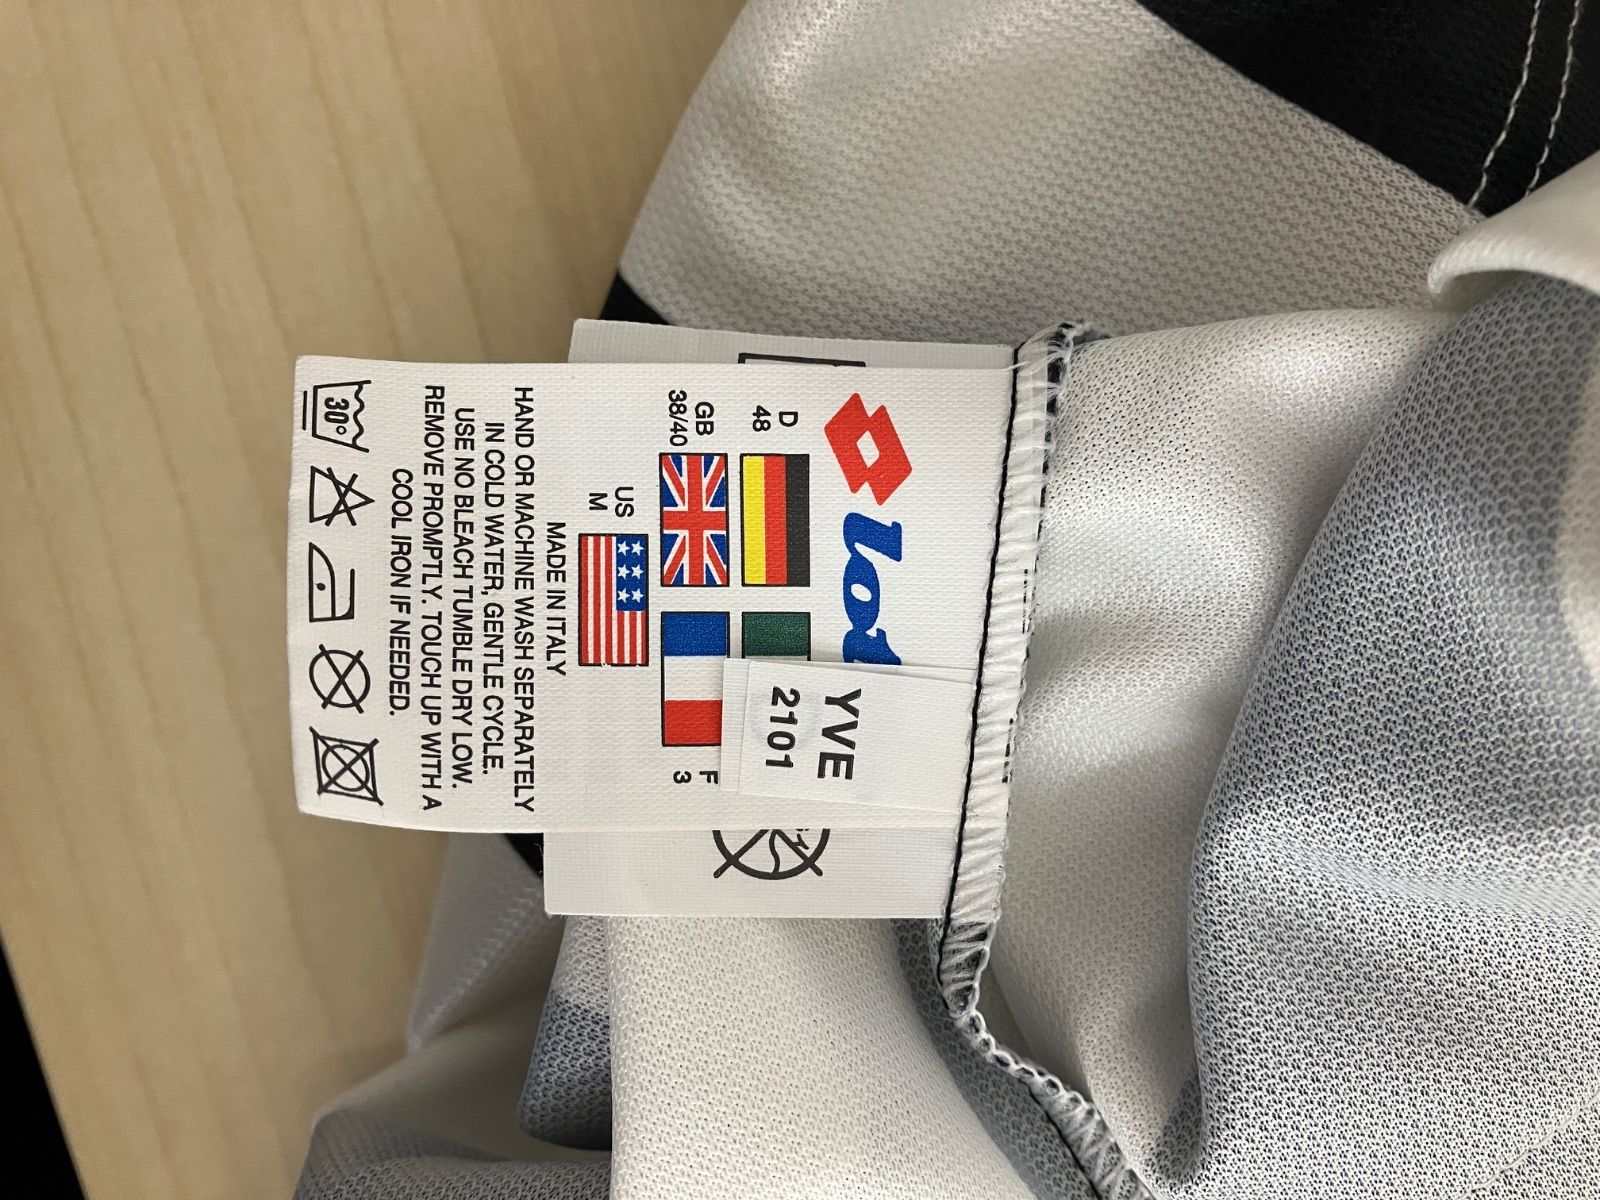 D
48
GB
38/40
F
3
US
M
MADE IN ITALY
HAND OR MACHINE WASH SEPARATELY
IN COLD WATER, GENTLE CYCLE.
USE NO BLEACH TUMBLE DRY LOW.
REMOVE PROMPTLY. TOUCH UP WITH A
COOL IRON IF NEEDED.
30°
YVE
2101